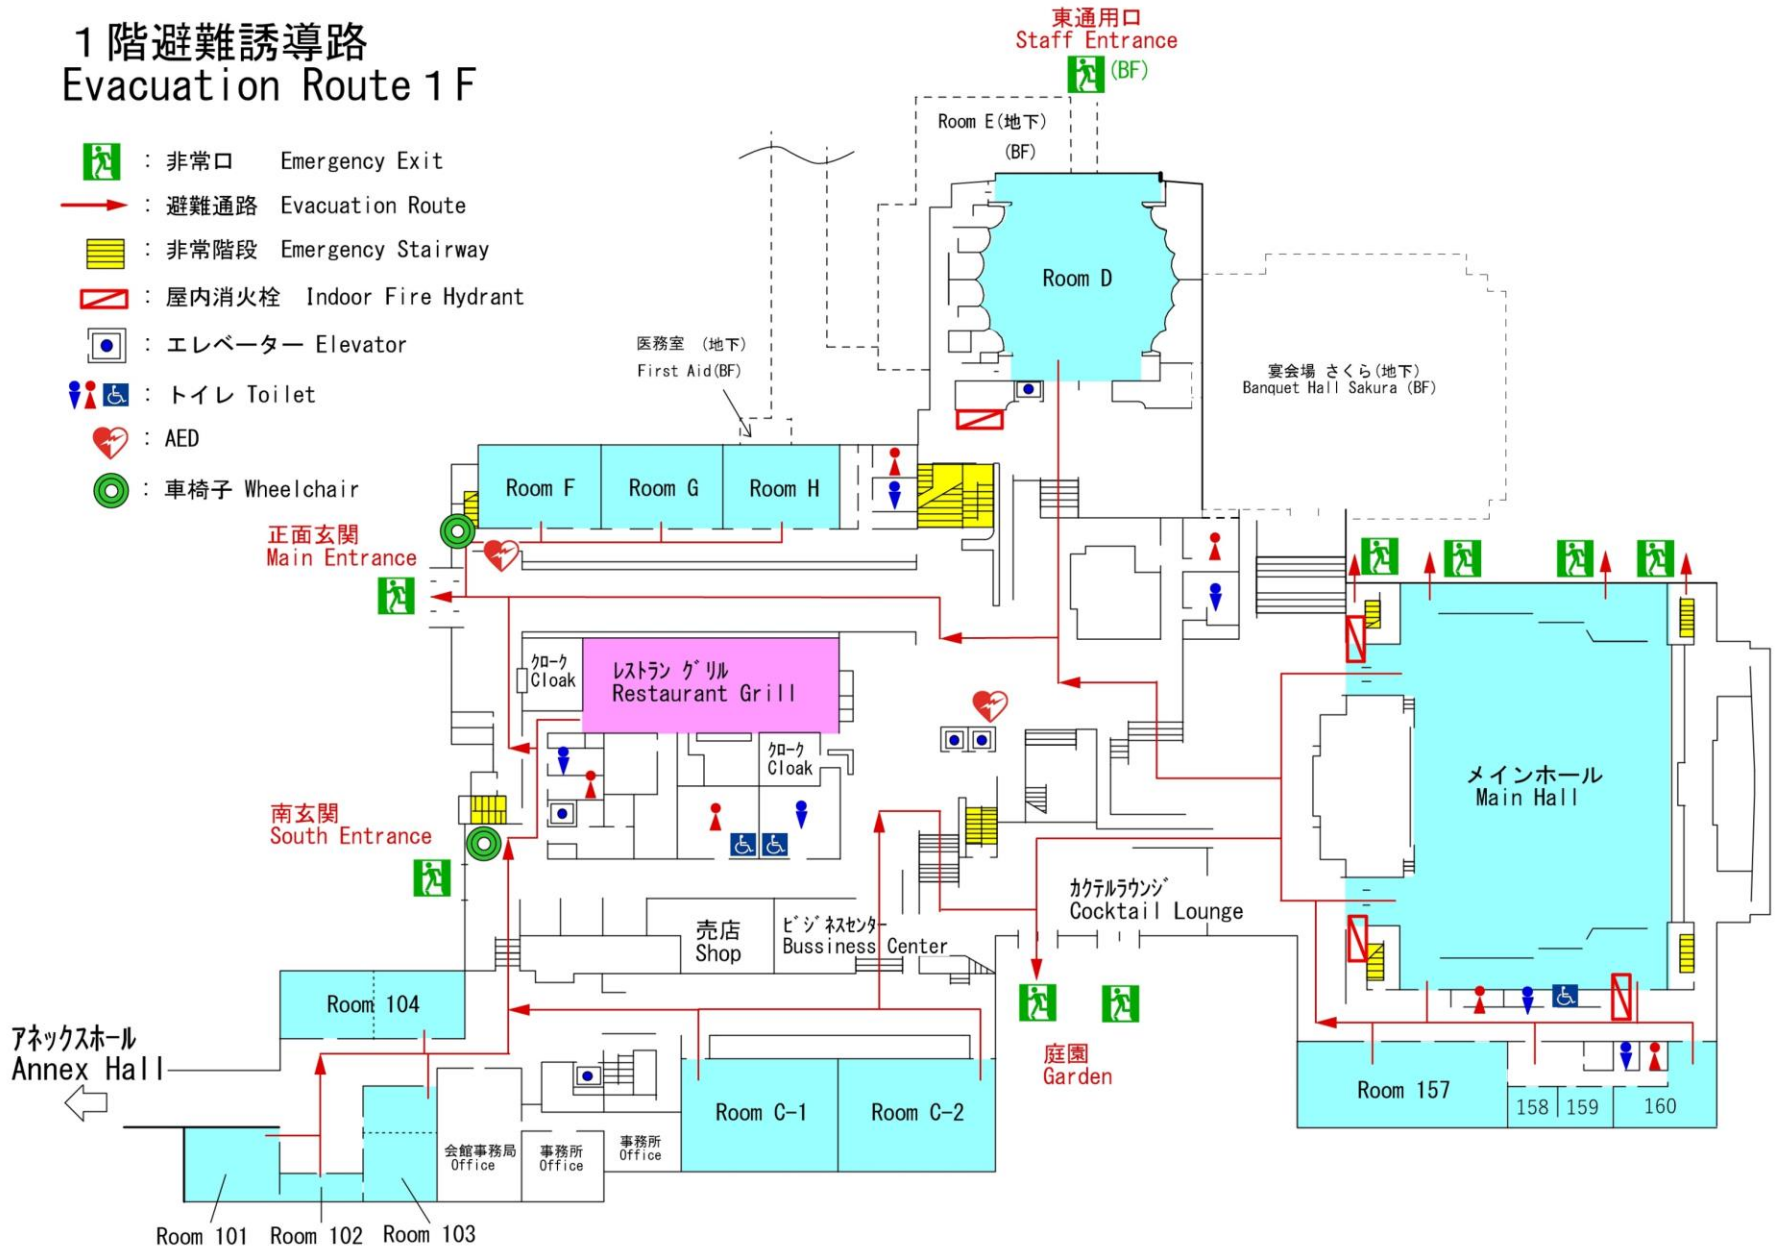 1階避難誘導路
Evacuation Route 1F
: 非常口 Emergency Exit
: 避難通路 Evacuation Route
: 非常階段 Emergency Stairway
: 屋内消火栓 Indoor Fire Hydrant
: エレベーター Elevator
: トイレ Toilet
: AED
: 車椅子 Wheelchair
東通用口
Staff Entrance
(BF)
Room E(地下)
(BF)
Room D
医務室 (地下)
First Aid(BF)
宴会場 さくら(地下)
Banquet Hall Sakura (BF)
Room F
Room G
Room H
正面玄関
Main Entrance
クローク
Cloak
レストラン グリル
Restaurant Grill
クローク
Cloak
メインホール
Main Hall
南玄関
South Entrance
カクテルラウンジ
Cocktail Lounge
売店
Shop
ビジネスセンター
Bussiness Center
Room 104
アネックスホール
Annex Hall
庭園
Garden
Room C-1
Room C-2
Room 157
158
159
160
会館事務局
Office
事務所
Office
事務所
Office
Room 101
Room 102
Room 103